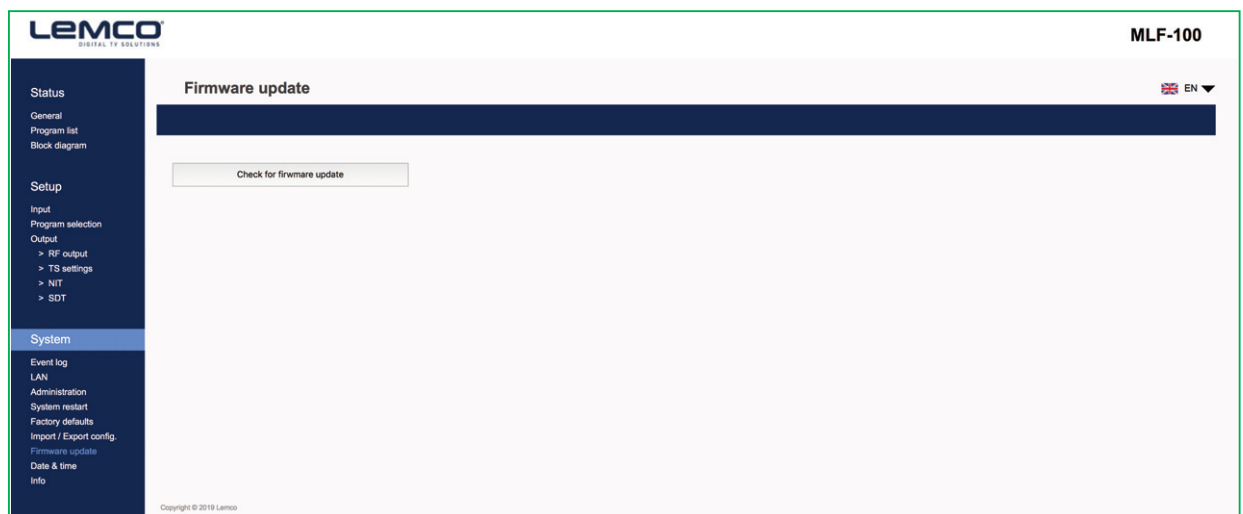 LEMCO
DIGITAL TV SOLUTIONS
MLF-100
Status
General
Program list
Block diagram
Setup
Input
Program selection
Output
> RF output
> TS settings
> NIT
> SDT
System
Event log
LAN
Administration
System restart
Factory defaults
Import / Export config.
Firmware update
Date & time
Info
Firmware update
EN
Check for firwmare update
Copyright © 2019 Lemco